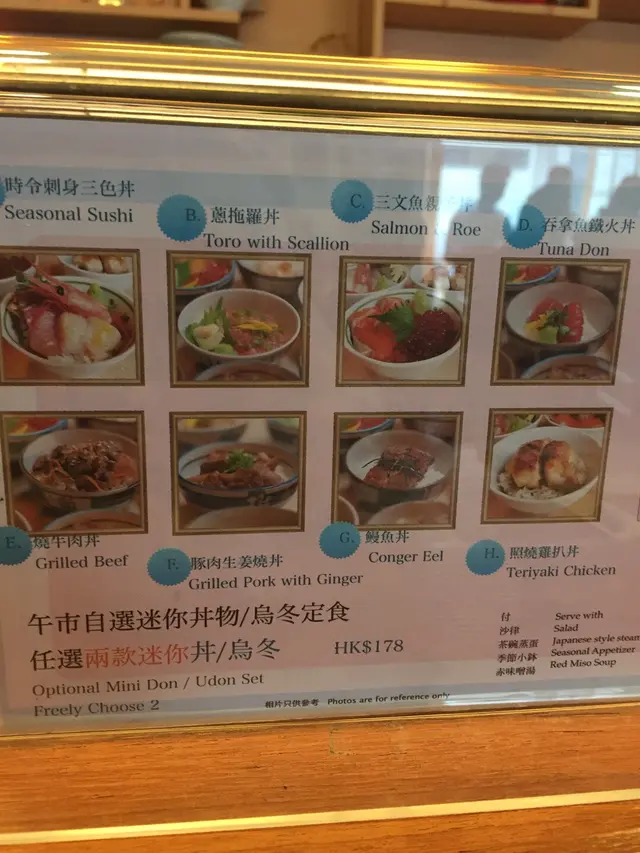 時令刺身三色丼
Seasonal Sushi
B. 蔥拖羅丼
Toro with Scallion
C. 三文魚親子丼
Salmon & Roe
D. 吞拿魚鐵火丼
Tuna Don
E. 燒牛肉丼
Grilled Beef
F. 豚肉生姜燒丼
Grilled Pork with Ginger
G. 鰻魚丼
Conger Eel
H. 照燒雞扒丼
Teriyaki Chicken
午市自選迷你丼物/烏冬定食
任選兩款迷你丼/烏冬 HK$178
Optional Mini Don / Udon Set
Freely Choose 2
付 Serve with
沙律 Salad
茶碗蒸蛋 Japanese style steam
季節小鉢 Seasonal Appetizer
赤味噌湯 Red Miso Soup
相片只供參考 Photos are for reference only